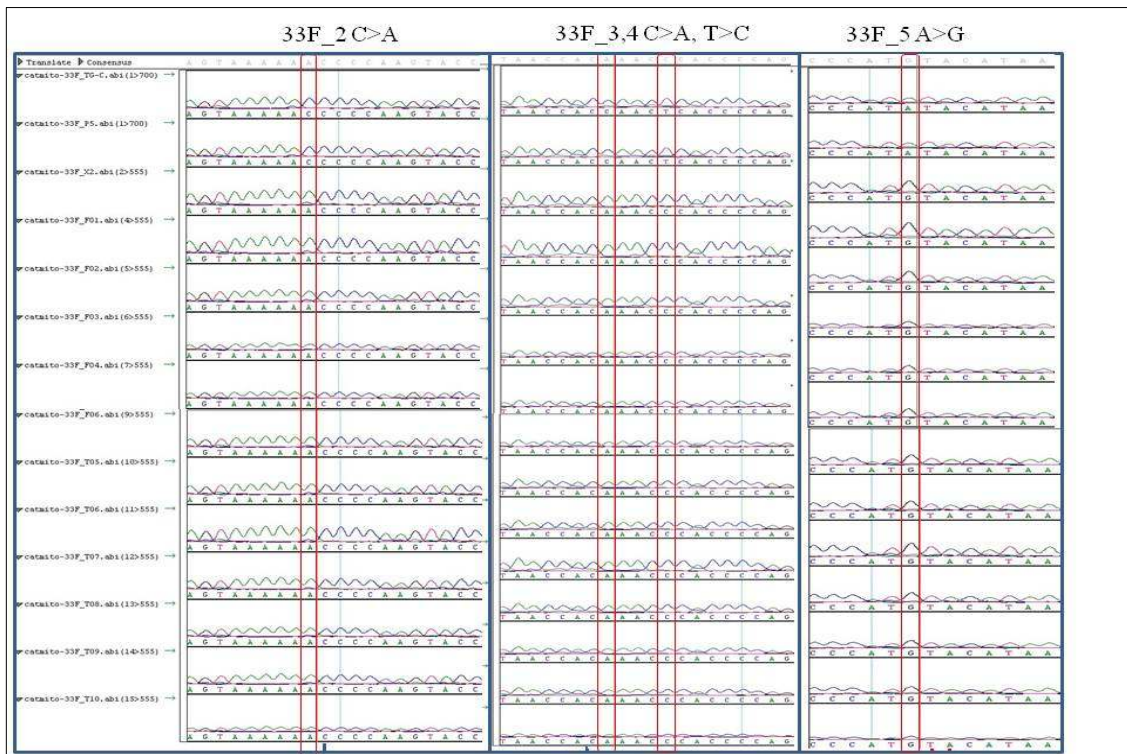 33F_2 C>A 33F_3,4 C>A, T>C 33F_5 A>G
Translate Consensus A G T A A A A A A C C C C A A G T A C C T A A C C A C A A A C C C A C C C C A G C C C A T G T A C A T A A
catmito-33F_TG-C.abi(1>700)
A G T A A A A A C C C C C A A G T A C C T A A C C A C C A A C T C A C C C C A G C C C A T A T A C A T A A
catmito-33F_P5.abi(1>700)
A G T A A A A A C C C C C A A G T A C C T A A C C A C C A A C T C A C C C C A G C C C A T A T A C A T A A
catmito-33F_X2.abi(2>555)
A G T A A A A A A C C C C A A G T A C C T A A C C A C A A A C C C A C C C C A G C C C A T G T A C A T A A
catmito-33F_F01.abi(4>555)
A G T A A A A A A C C C C A A G T A C C T A A C C A C A A A C C C A C C C C A G C C C A T G T A C A T A A
catmito-33F_F02.abi(5>555)
A G T A A A A A A C C C C A A G T A C C T A A C C A C A A A C C C A C C C C A G C C C A T G T A C A T A A
catmito-33F_F03.abi(6>555)
A G T A A A A A A C C C C A A G T A C C T A A C C A C A A A C C C A C C C C A G C C C A T G T A C A T A A
catmito-33F_F04.abi(7>555)
A G T A A A A A A C C C C A A G T A C C T A A C C A C A A A C C C A C C C C A G C C C A T G T A C A T A A
catmito-33F_F06.abi(9>555)
A G T A A A A A A C C C C A A G T A C C T A A C C A C A A A C C C A C C C C A G C C C A T G T A C A T A A
catmito-33F_T05.abi(10>555)
A G T A A A A A A C C C C A A G T A C C T A A C C A C A A A C C C A C C C C A G C C C A T G T A C A T A A
catmito-33F_T06.abi(11>555)
A G T A A A A A A C C C C A A G T A C C T A A C C A C A A A C C C A C C C C A G C C C A T G T A C A T A A
catmito-33F_T07.abi(12>555)
A G T A A A A A A C C C C A A G T A C C T A A C C A C A A A C C C A C C C C A G C C C A T G T A C A T A A
catmito-33F_T08.abi(13>555)
A G T A A A A A A C C C C A A G T A C C T A A C C A C A A A C C C A C C C C A G C C C A T G T A C A T A A
catmito-33F_T09.abi(14>555)
A G T A A A A A A C C C C A A G T A C C T A A C C A C A A A C C C A C C C C A G C C C A T G T A C A T A A
catmito-33F_T10.abi(15>555)
A G T A A A A A A C C C C A A G T A C C T A A C C A C A A A C C C A C C C C A G C C C A T G T A C A T A A